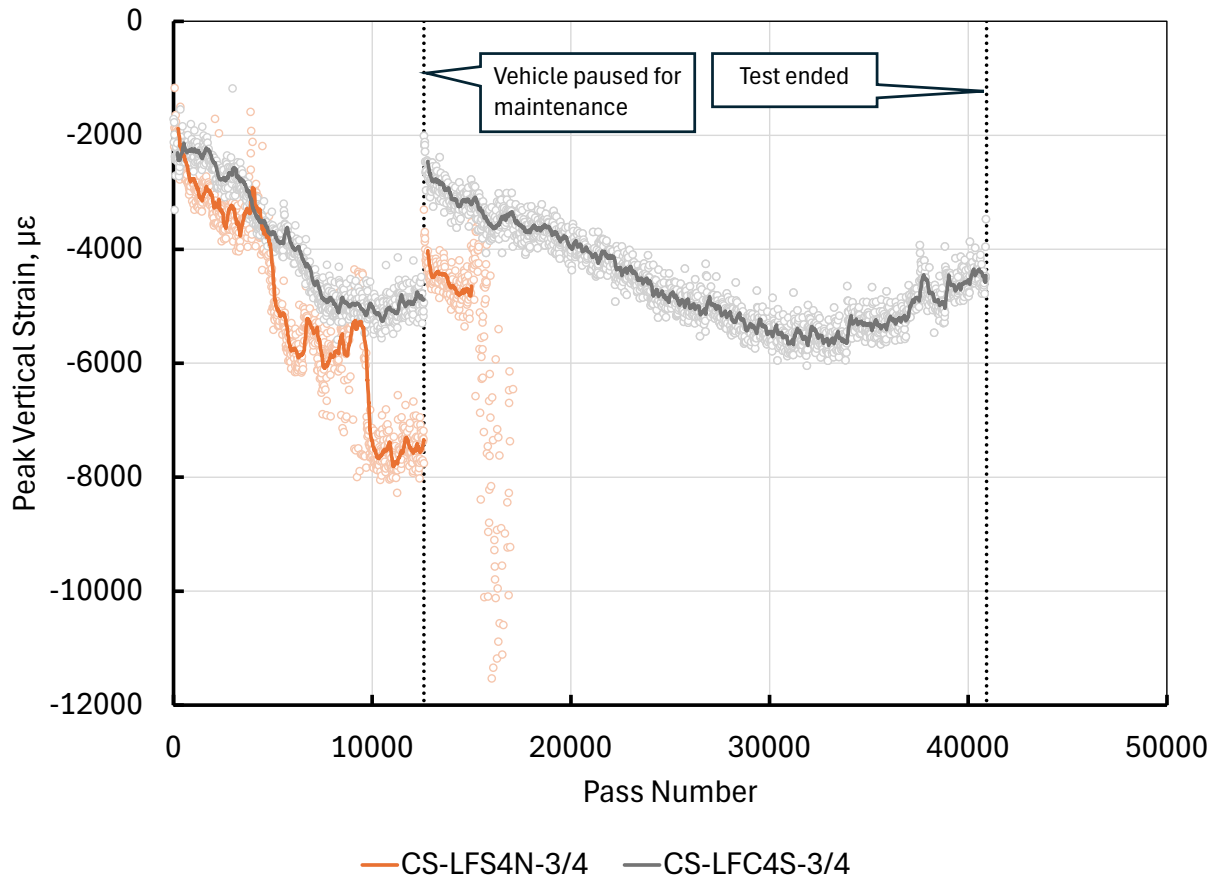 0
-2000
-4000
-6000
-8000
-10000
-12000
Peak Vertical Strain, με
Vehicle paused for
maintenance
Test ended
0 10000 20000 30000 40000 50000
Pass Number
CS-LFS4N-3/4 CS-LFC4S-3/4